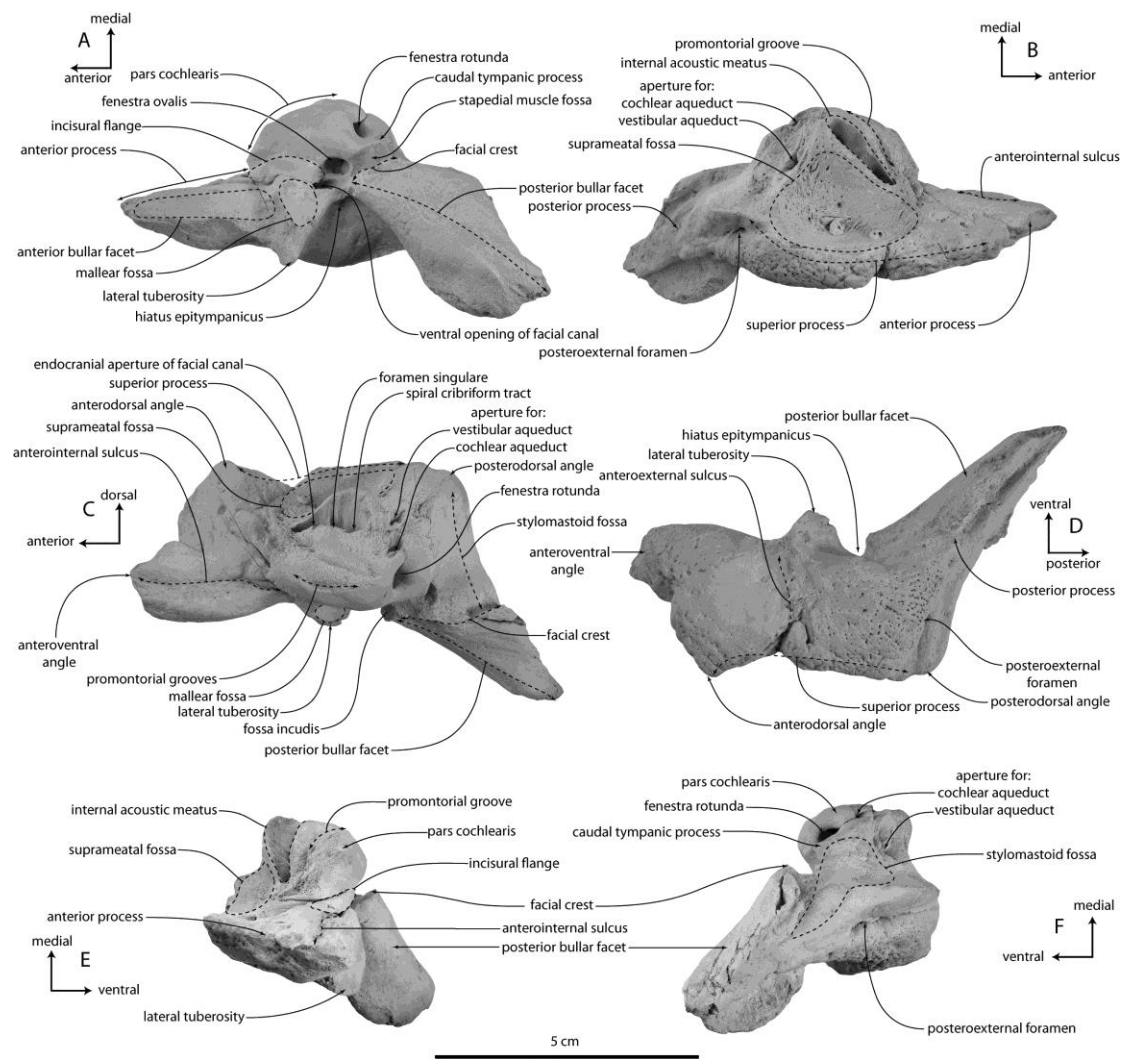 medial
A
anterior
pars cochlearis
fenestra ovalis
incisural flange
anterior process
fenestra rotunda
caudal tympanic process
stapedial muscle fossa
facial crest
posterior bullar facet
anterior bullar facet
mallear fossa
lateral tuberosity
hiatus epitympanicus
ventral opening of facial canal
medial
B
anterior
promontorial groove
internal acoustic meatus
aperture for:
cochlear aqueduct
vestibular aqueduct
suprameatal fossa
anterointernal sulcus
posterior process
superior process
anterior process
posteroexternal foramen
endocranial aperture of facial canal
superior process
anterodorsal angle
suprameatal fossa
anterointernal sulcus
C
dorsal
anterior
foramen singulare
spiral cribriform tract
aperture for:
vestibular aqueduct
cochlear aqueduct
posterodorsal angle
fenestra rotunda
stylomastoid fossa
anteroventral
angle
facial crest
promontorial grooves
mallear fossa
lateral tuberosity
fossa incudis
posterior bullar facet
posterior bullar facet
hiatus epitympanicus
lateral tuberosity
anteroexternal sulcus
ventral
D
posterior
anteroventral
angle
posterior process
posteroexternal
foramen
superior process
posterodorsal angle
anterodorsal angle
internal acoustic meatus
promontorial groove
pars cochlearis
suprameatal fossa
incisural flange
anterior process
facial crest
anterointernal sulcus
posterior bullar facet
medial
E
ventral
lateral tuberosity
pars cochlearis
aperture for:
cochlear aqueduct
fenestra rotunda
vestibular aqueduct
caudal tympanic process
stylomastoid fossa
medial
F
ventral
posteroexternal foramen
5 cm